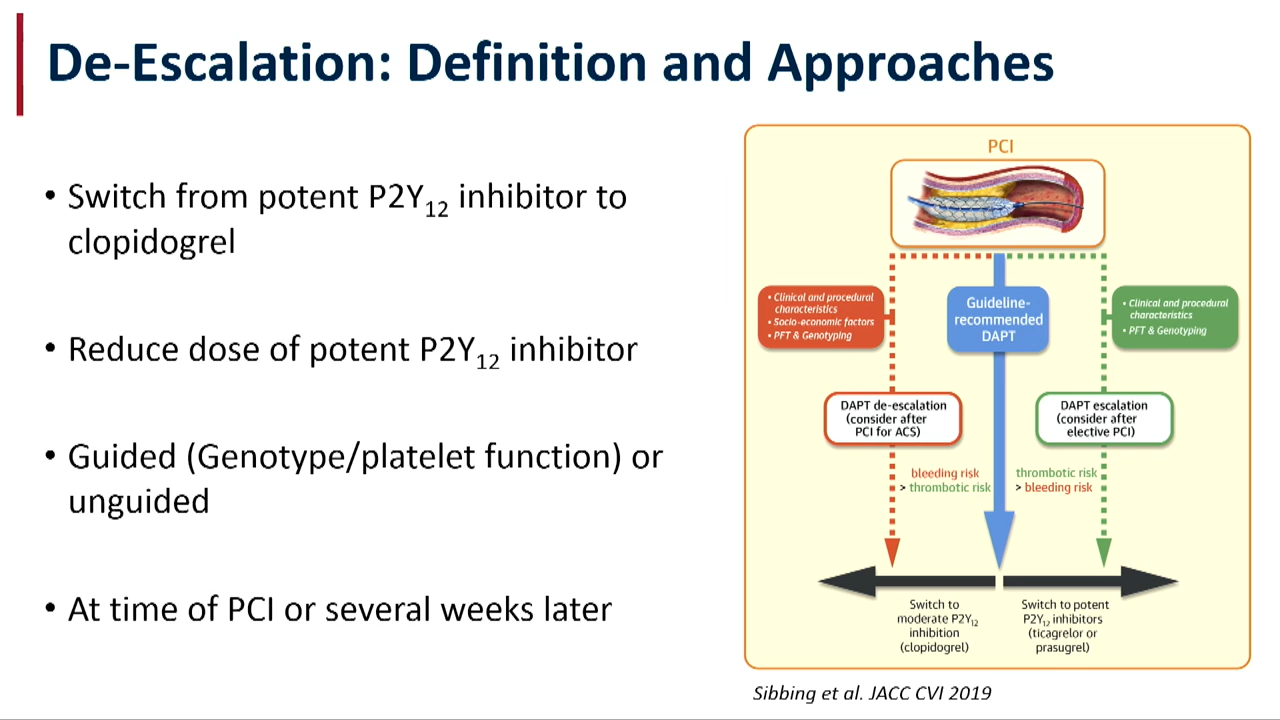 De-Escalation: Definition and Approaches
• Switch from potent P2Y₁₂ inhibitor to
clopidogrel
• Reduce dose of potent P2Y₁₂ inhibitor
• Guided (Genotype/platelet function) or
unguided
• At time of PCI or several weeks later
PCI
• Clinical and procedural
characteristics
• Socio-economic factors
• PFT & Genotyping
Guideline-
recommended
DAPT
• Clinical and procedural
characteristics
• PFT & Genotyping
DAPT de-escalation
(consider after
PCI for ACS)
DAPT escalation
(consider after
elective PCI)
bleeding risk
> thrombotic risk
thrombotic risk
> bleeding risk
Switch to
moderate P2Y₁₂
inhibition
(clopidogrel)
Switch to potent
P2Y₁₂ inhibitors
(ticagrelor or
prasugrel)
Sibbing et al. JACC CVI 2019